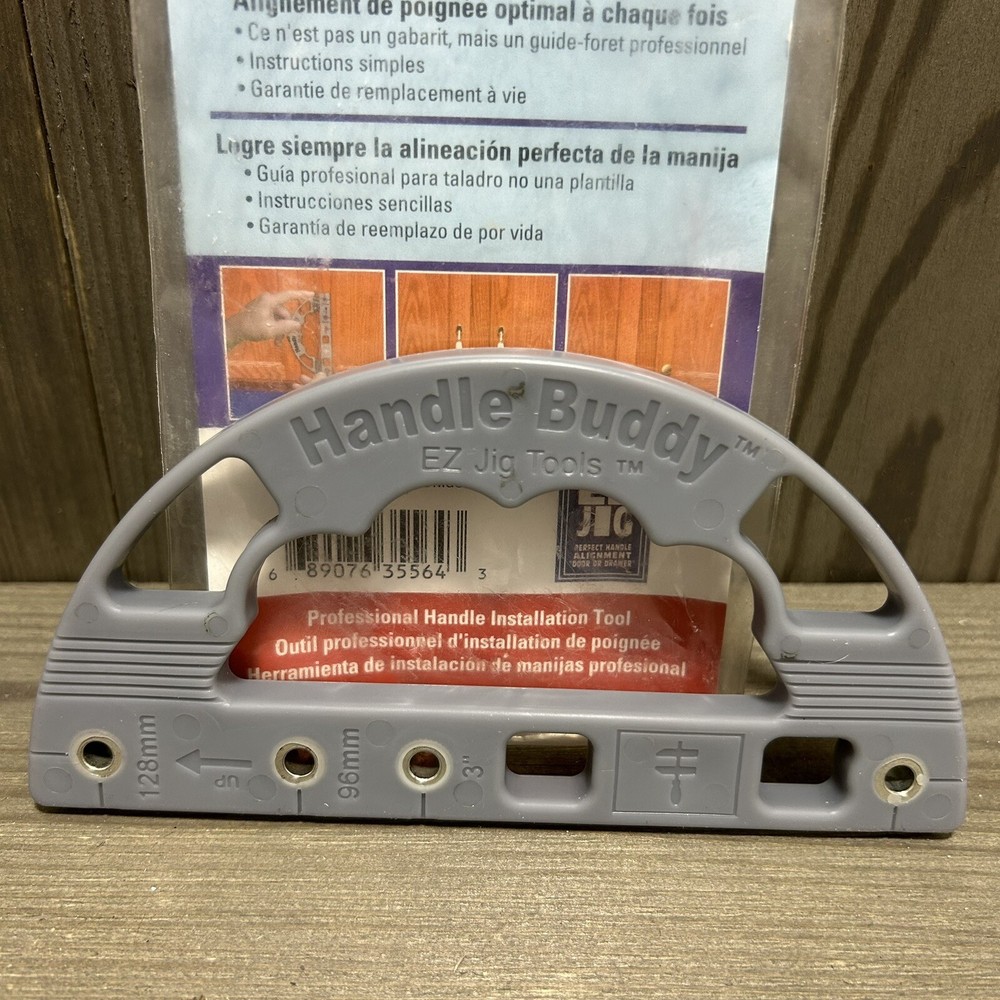 Alignement de poignée optimal à chaque fois
• Ce n'est pas un gabarit, mais un guide-foret professionnel
• Instructions simples
• Garantie de remplacement à vie
Logre siempre la alineación perfecta de la manija
• Guía profesional para taladro no una plantilla
• Instrucciones sencillas
• Garantía de reemplazo de por vida
Handle Buddy™
EZ Jig Tools ™
JIG
PERFECT HANDLE
ALIGNMENT
DOOR OR DRAWER
6 89076 35564 3
Professional Handle Installation Tool
Outil professionnel d'installation de poignée
Herramienta de instalación de manijas profesional
128mm
UP
96mm
3"